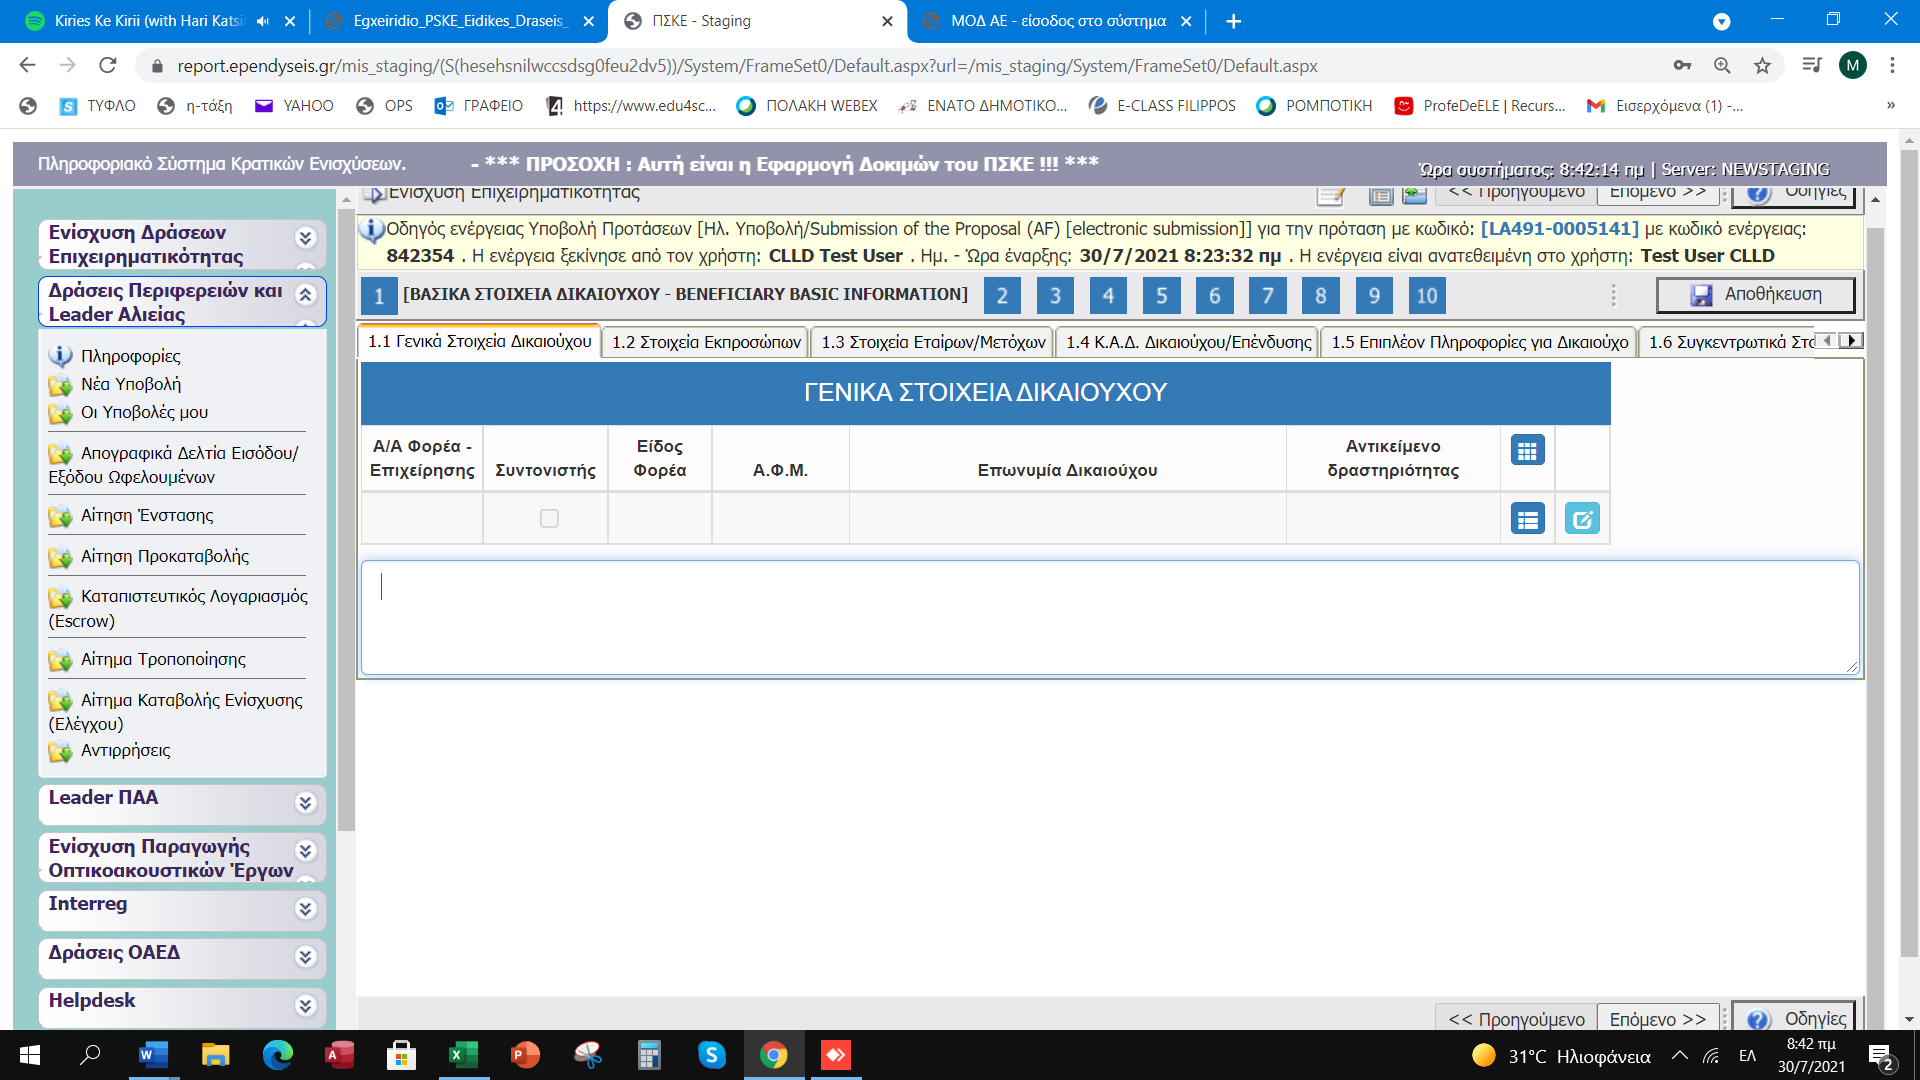 Kiries Ke Kirii (with Hari Katsi
Egxeiridio_PSKE_Eidikes_Draseis_
ΠΣΚΕ - Staging
ΜΟΔ ΑΕ - είσοδος στο σύστημα
report.ependyseis.gr/mis_staging/(S(hesehsnilwccsdsg0feu2dv5))/System/FrameSet0/Default.aspx?url=/mis_staging/System/FrameSet0/Default.aspx
M
ΤΥΦΛΟ
η-τάξη
YAHOO
OPS
ΓΡΑΦΕΙΟ
https://www.edu4sc...
ΠΟΛΑΚΗ WEBEX
ΕΝΑΤΟ ΔΗΜΟΤΙΚΟ...
E-CLASS FILIPPOS
ΡΟΜΠΟΤΙΚΗ
ProfeDeELE | Recurs...
Εισερχόμενα (1) -...
»
Πληροφοριακό Σύστημα Κρατικών Ενισχύσεων.
- *** ΠΡΟΣΟΧΗ : Αυτή είναι η Εφαρμογή Δοκιμών του ΠΣΚΕ !!! ***
Ώρα συστήματος: 8:42:14 πμ | Server: NEWSTAGING
Ενίσχυση Δράσεων
Επιχειρηματικότητας
Δράσεις Περιφερειών και
Leader Αλιείας
Πληροφορίες
Νέα Υποβολή
Οι Υποβολές μου
Απογραφικά Δελτία Εισόδου/
Εξόδου Ωφελουμένων
Αίτηση Ένστασης
Αίτηση Προκαταβολής
Καταπιστευτικός Λογαριασμός
(Escrow)
Αίτημα Τροποποίησης
Αίτημα Καταβολής Ενίσχυσης
(Ελέγχου)
Αντιρρήσεις
Leader ΠΑΑ
Ενίσχυση Παραγωγής
Οπτικοακουστικών Έργων
Interreg
Δράσεις ΟΑΕΔ
Helpdesk
Ενίσχυση Επιχειρηματικότητας
<< Προηγούμενο
Επόμενο >>
Οδηγίες
Οδηγός ενέργειας Υποβολή Προτάσεων [Ηλ. Υποβολή/Submission of the Proposal (AF) [electronic submission]] για την πρόταση με κωδικό: [LA491-0005141] με κωδικό ενέργειας:
842354 . Η ενέργεια ξεκίνησε από τον χρήστη: CLLD Test User . Ημ. - Ώρα έναρξης: 30/7/2021 8:23:32 πμ . Η ενέργεια είναι ανατεθειμένη στο χρήστη: Test User CLLD
1 [ΒΑΣΙΚΑ ΣΤΟΙΧΕΙΑ ΔΙΚΑΙΟΥΧΟΥ - BENEFICIARY BASIC INFORMATION] 2 3 4 5 6 7 8 9 10
Αποθήκευση
1.1 Γενικά Στοιχεία Δικαιούχου
1.2 Στοιχεία Εκπροσώπων
1.3 Στοιχεία Εταίρων/Μετόχων
1.4 Κ.Α.Δ. Δικαιούχου/Επένδυσης
1.5 Επιπλέον Πληροφορίες για Δικαιούχο
1.6 Συγκεντρωτικά Στο
ΓΕΝΙΚΑ ΣΤΟΙΧΕΙΑ ΔΙΚΑΙΟΥΧΟΥ
Α/Α Φορέα -
Επιχείρησης
Συντονιστής
Είδος
Φορέα
Α.Φ.Μ.
Επωνυμία Δικαιούχου
Αντικείμενο
δραστηριότητας
<< Προηγούμενο
Επόμενο >>
Οδηγίες
31°C Ηλιοφάνεια
ΕΛ
8:42 πμ
30/7/2021
2